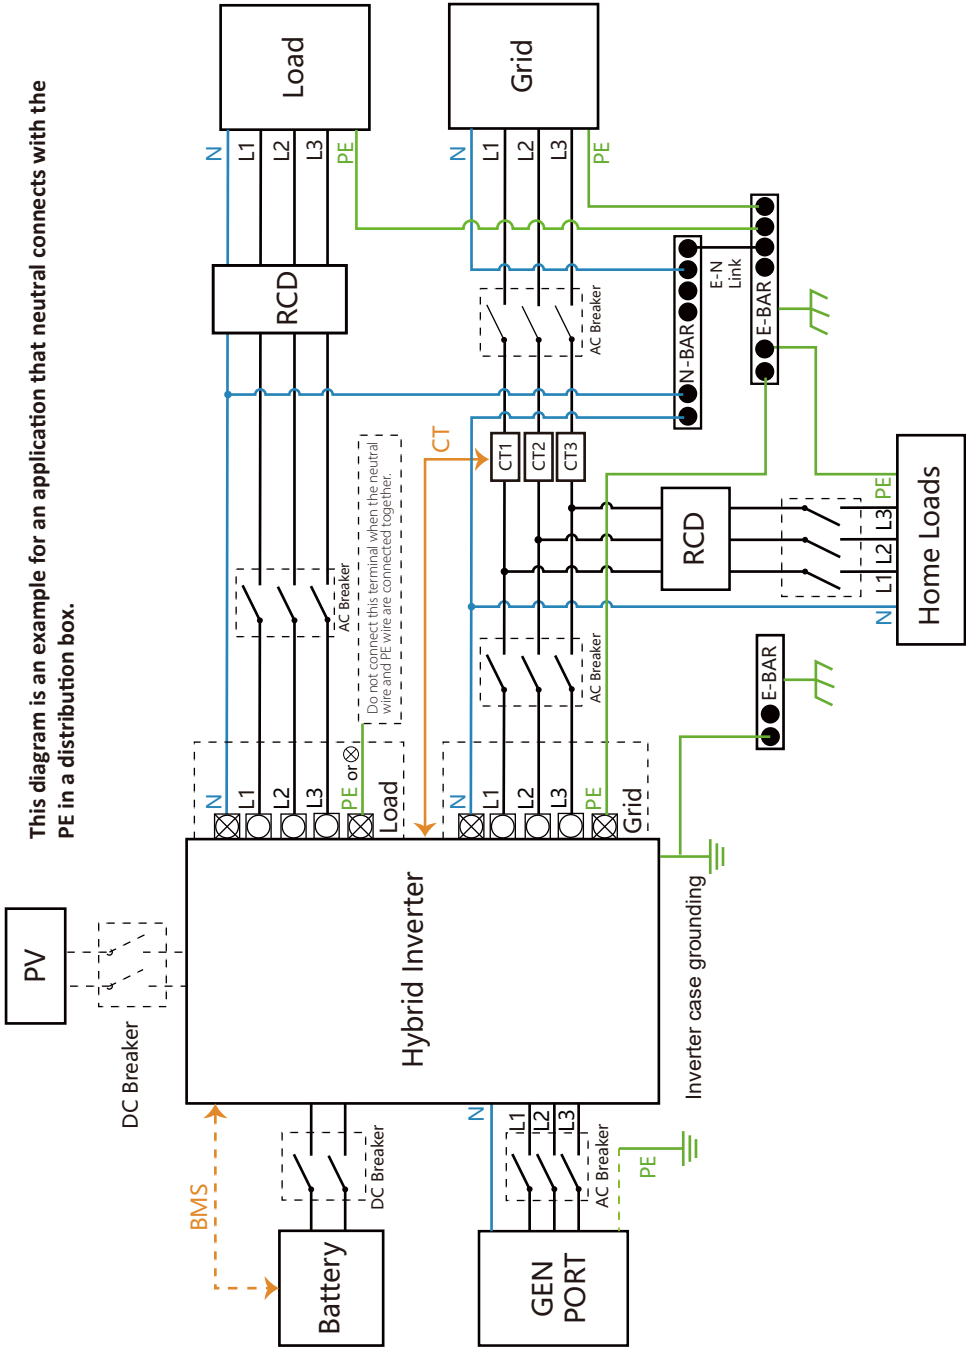 This diagram is an example for an application that neutral connects with the
PE in a distribution box.
PV
DC Breaker
BMS
Battery
DC Breaker
Hybrid Inverter
GEN
PORT
N
L1
L2
L3
AC Breaker
PE
Inverter case grounding
N
L1
L2
L3
PE or
Load
AC Breaker
Do not connect this terminal when the neutral
wire and PE wire are connected together.
RCD
N
L1
L2
L3
PE
Load
N
L1
L2
L3
PE
Grid
AC Breaker
CT
CT1
CT2
CT3
AC Breaker
N
L1
L2
L3
PE
Grid
N-BAR
E-N
Link
E-BAR
RCD
N
L1
L2
L3
PE
Home Loads
E-BAR